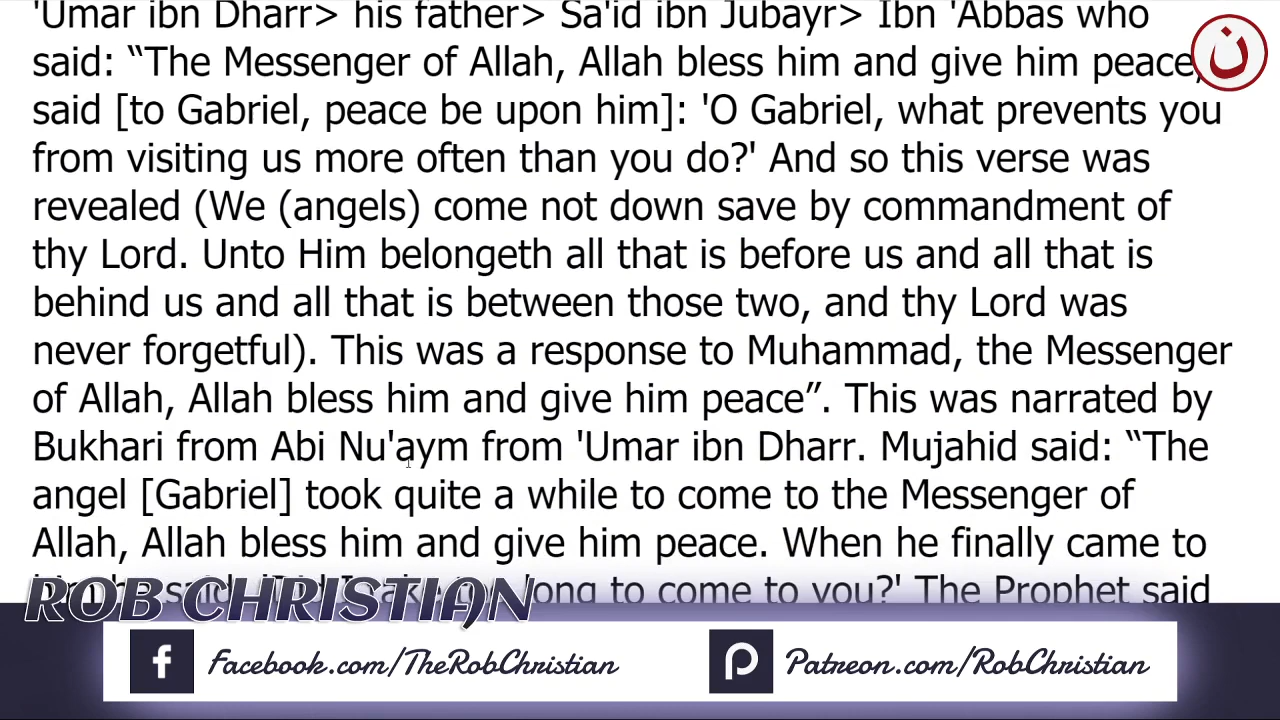 'Umar ibn Dharr> his father> Sa'id ibn Jubayr> Ibn 'Abbas who
said: “The Messenger of Allah, Allah bless him and give him peace,
said [to Gabriel, peace be upon him]: 'O Gabriel, what prevents you
from visiting us more often than you do?' And so this verse was
revealed (We (angels) come not down save by commandment of
thy Lord. Unto Him belongeth all that is before us and all that is
behind us and all that is between those two, and thy Lord was
never forgetful). This was a response to Muhammad, the Messenger
of Allah, Allah bless him and give him peace”. This was narrated by
Bukhari from Abi Nu'aym from 'Umar ibn Dharr. Mujahid said: “The
angel [Gabriel] took quite a while to come to the Messenger of
Allah, Allah bless him and give him peace. When he finally came to
long to come to you?' The Prophet said
ن
ROB CHRISTIAN
Facebook.com/TheRobChristian
Patreon.com/RobChristian